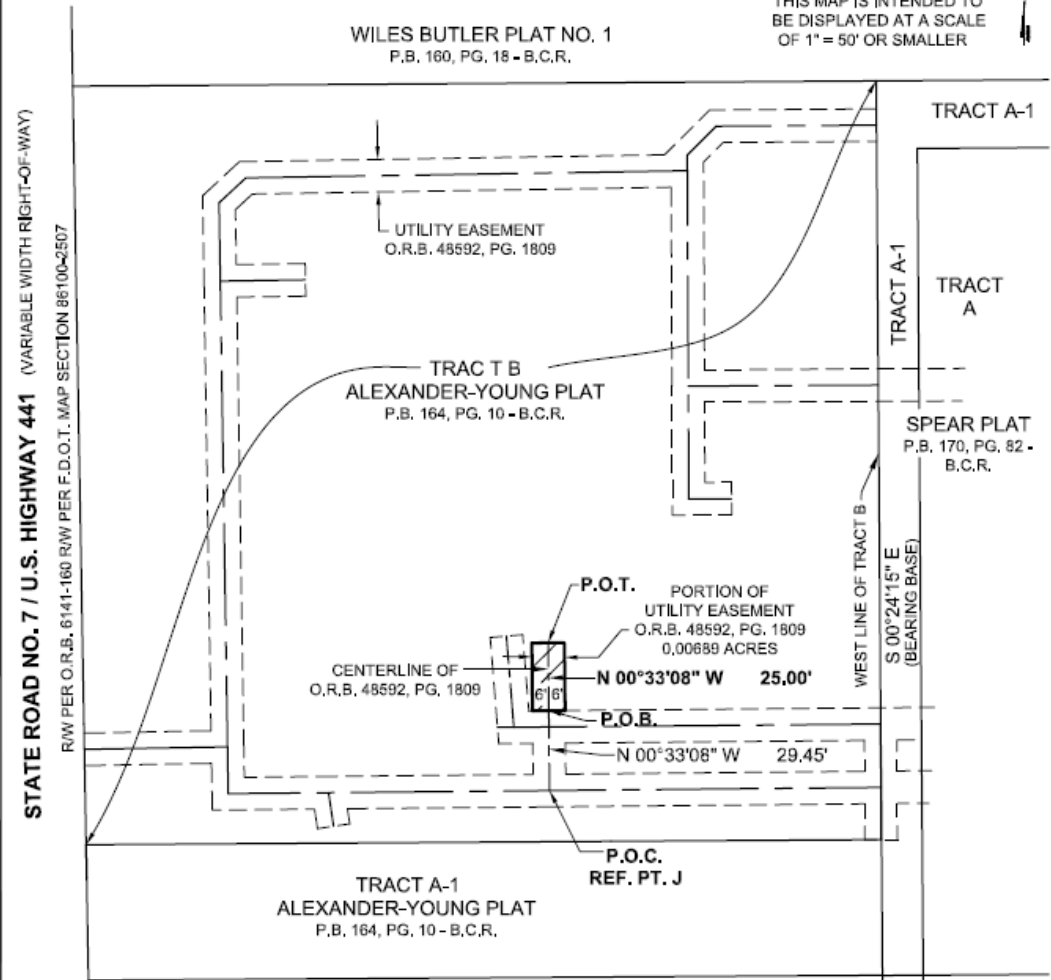 THIS MAP IS INTENDED TO
BE DISPLAYED AT A SCALE
OF 1" = 50' OR SMALLER
WILES BUTLER PLAT NO. 1
P.B. 160, PG. 18 - B.C.R.
TRACT A-1
STATE ROAD NO. 7 / U.S. HIGHWAY 441 (VARIABLE WIDTH RIGHT-OF-WAY)
R/W PER O.R.B. 6141-160 R/W PER F.D.O.T. MAP SECTION 86100-2507
UTILITY EASEMENT
O.R.B. 48592, PG. 1809
TRACT A-1
TRACT
A
TRAC T B
ALEXANDER-YOUNG PLAT
P.B. 164, PG. 10 - B.C.R.
SPEAR PLAT
P.B. 170, PG. 82 -
B.C.R.
WEST LINE OF TRACT B
S 00°24'15" E
(BEARING BASE)
P.O.T.
PORTION OF
UTILITY EASEMENT
O.R.B. 48592, PG. 1809
0.00689 ACRES
CENTERLINE OF
O.R.B. 48592, PG. 1809
N 00°33'08" W 25.00'
6' 6'
P.O.B.
N 00°33'08" W 29.45'
P.O.C.
REF. PT. J
TRACT A-1
ALEXANDER-YOUNG PLAT
P.B. 164, PG. 10 - B.C.R.